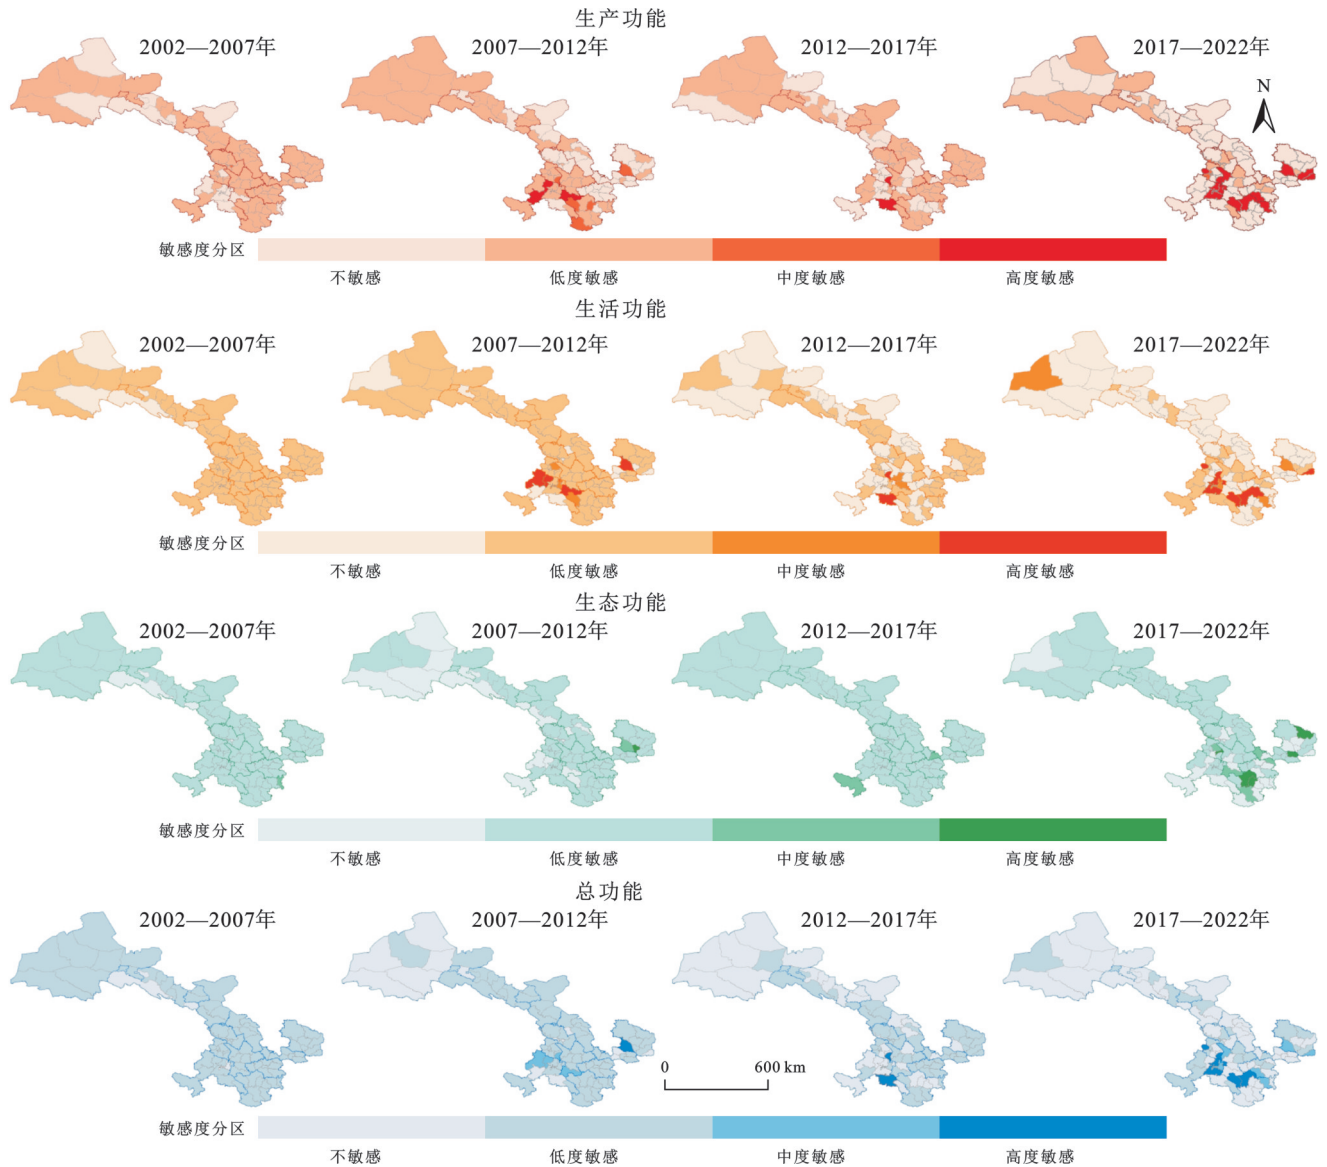 生产功能
2002—2007年 2007—2012年 2012—2017年 2017—2022年
N
敏感度分区
不敏感 低度敏感 中度敏感 高度敏感
生活功能
2002—2007年 2007—2012年 2012—2017年 2017—2022年
敏感度分区
不敏感 低度敏感 中度敏感 高度敏感
生态功能
2002—2007年 2007—2012年 2012—2017年 2017—2022年
敏感度分区
不敏感 低度敏感 中度敏感 高度敏感
总功能
2002—2007年 2007—2012年 2012—2017年 2017—2022年
0 600 km
敏感度分区
不敏感 低度敏感 中度敏感 高度敏感